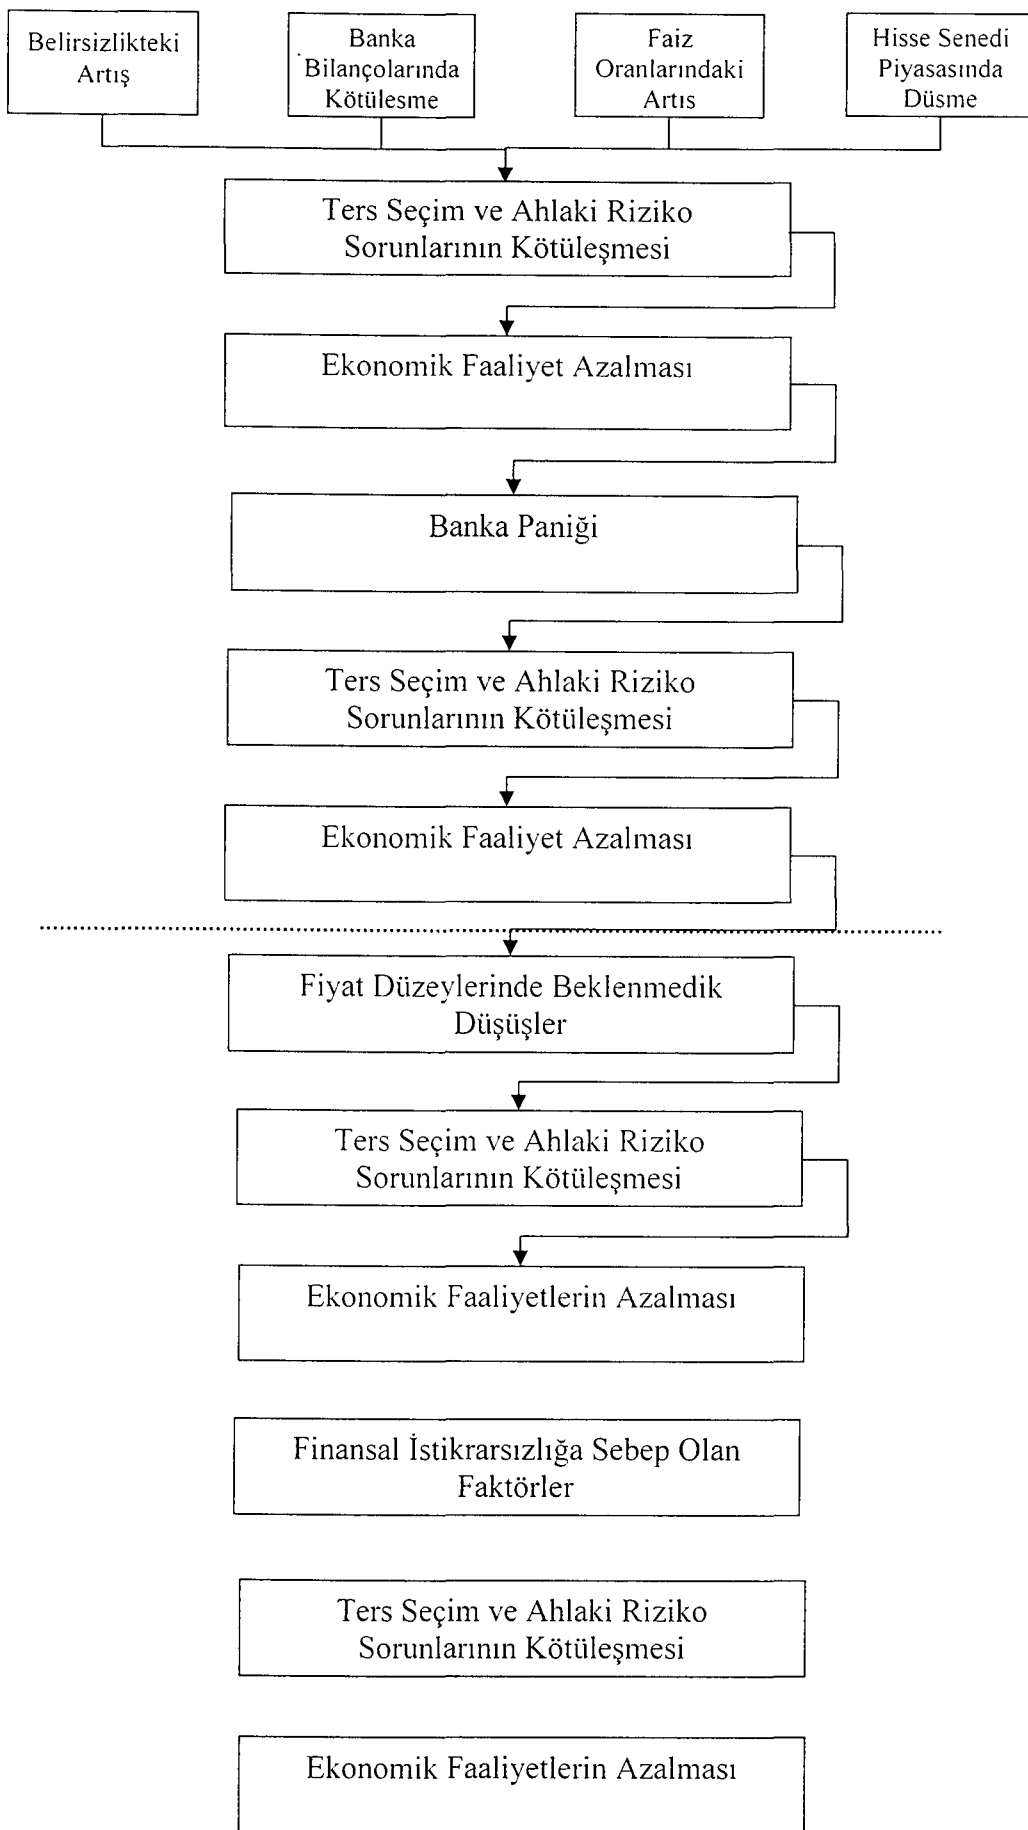 Belirsizlikteki
Artış
Banka
Bilançolarında
Kötülesme
Faiz
Oranlarındaki
Artıs
Hisse Senedi
Piyasasında
Düsme
Ters Seçim ve Ahlaki Riziko
Sorunlarının Kötüleşmesi
Ekonomik Faaliyet Azalması
Banka Paniği
Ters Seçim ve Ahlaki Riziko
Sorunlarının Kötüleşmesi
Ekonomik Faaliyet Azalması
Fiyat Düzeylerinde Beklenmedik
Düşüşler
Ters Seçim ve Ahlaki Riziko
Sorunlarının Kötüleşmesi
Ekonomik Faaliyetlerin Azalması
Finansal İstikrarsızlığa Sebep Olan
Faktörler
Ters Seçim ve Ahlaki Riziko
Sorunlarının Kötüleşmesi
Ekonomik Faaliyetlerin Azalması